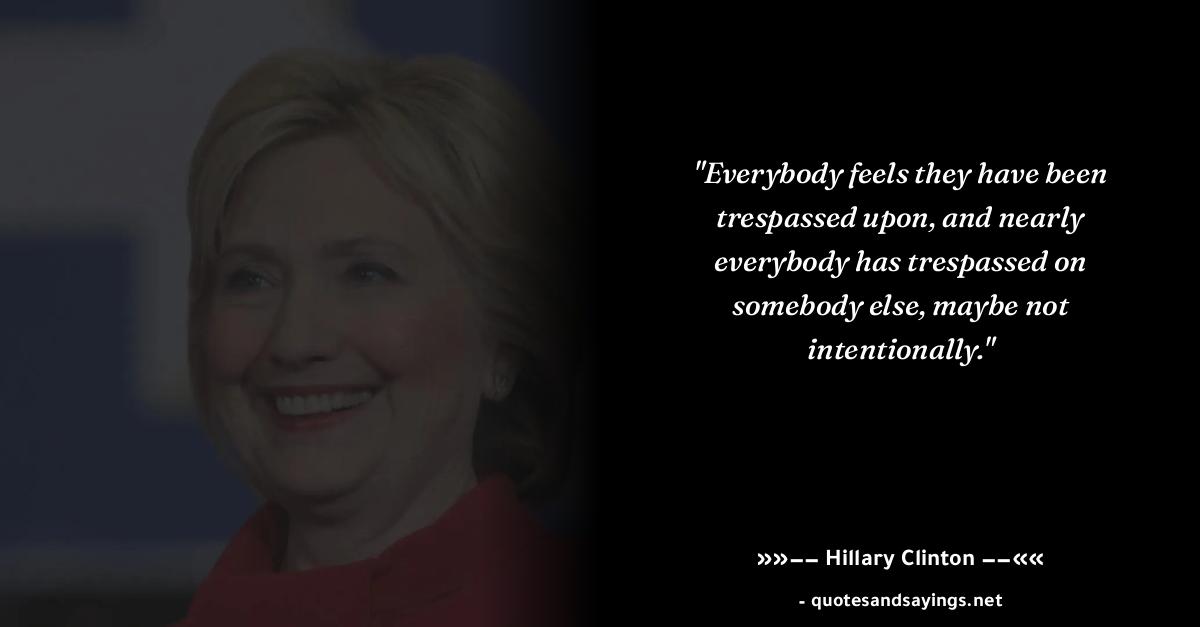 "Everybody feels they have been
trespassed upon, and nearly
everybody has trespassed on
somebody else, maybe not
intentionally."
»»−− Hillary Clinton −−««
- quotesandsayings.net